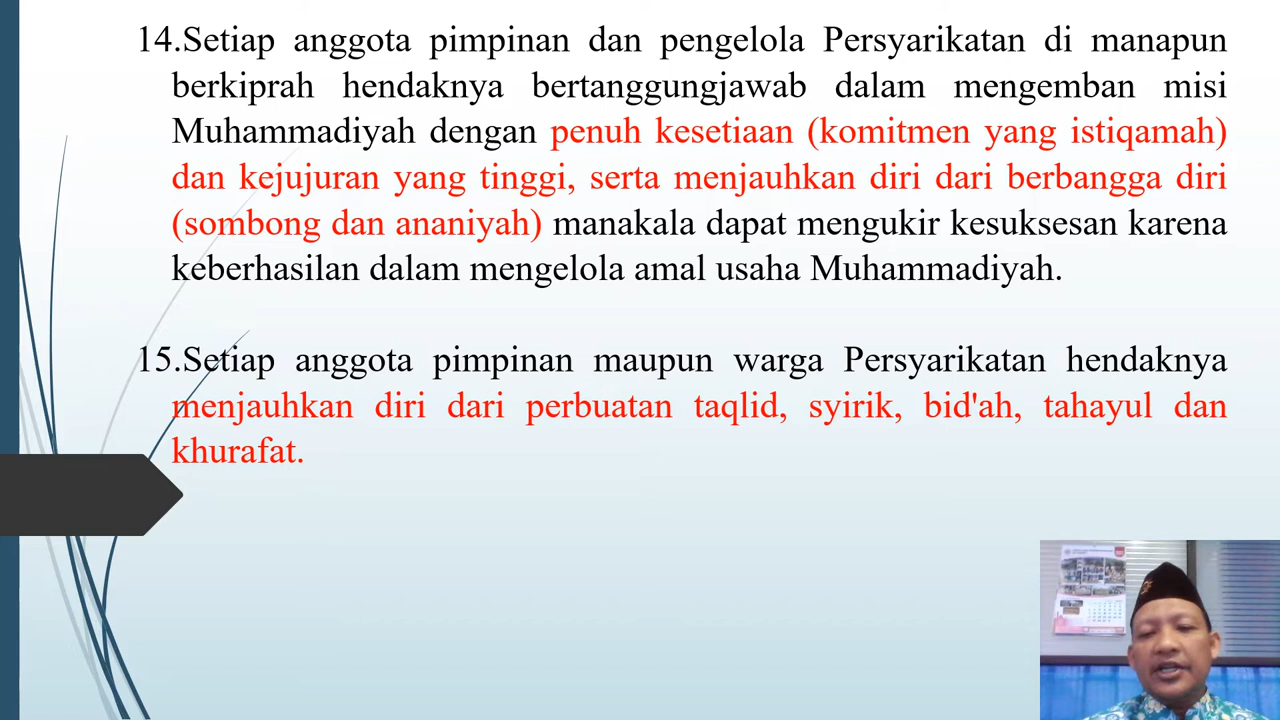 14.Setiap anggota pimpinan dan pengelola Persyarikatan di manapun
berkiprah hendaknya bertanggungjawab dalam mengemban misi
Muhammadiyah dengan penuh kesetiaan (komitmen yang istiqamah)
dan kejujuran yang tinggi, serta menjauhkan diri dari berbangga diri
(sombong dan ananiyah) manakala dapat mengukir kesuksesan karena
keberhasilan dalam mengelola amal usaha Muhammadiyah.
15.Setiap anggota pimpinan maupun warga Persyarikatan hendaknya
menjauhkan diri dari perbuatan taqlid, syirik, bid'ah, tahayul dan
khurafat.